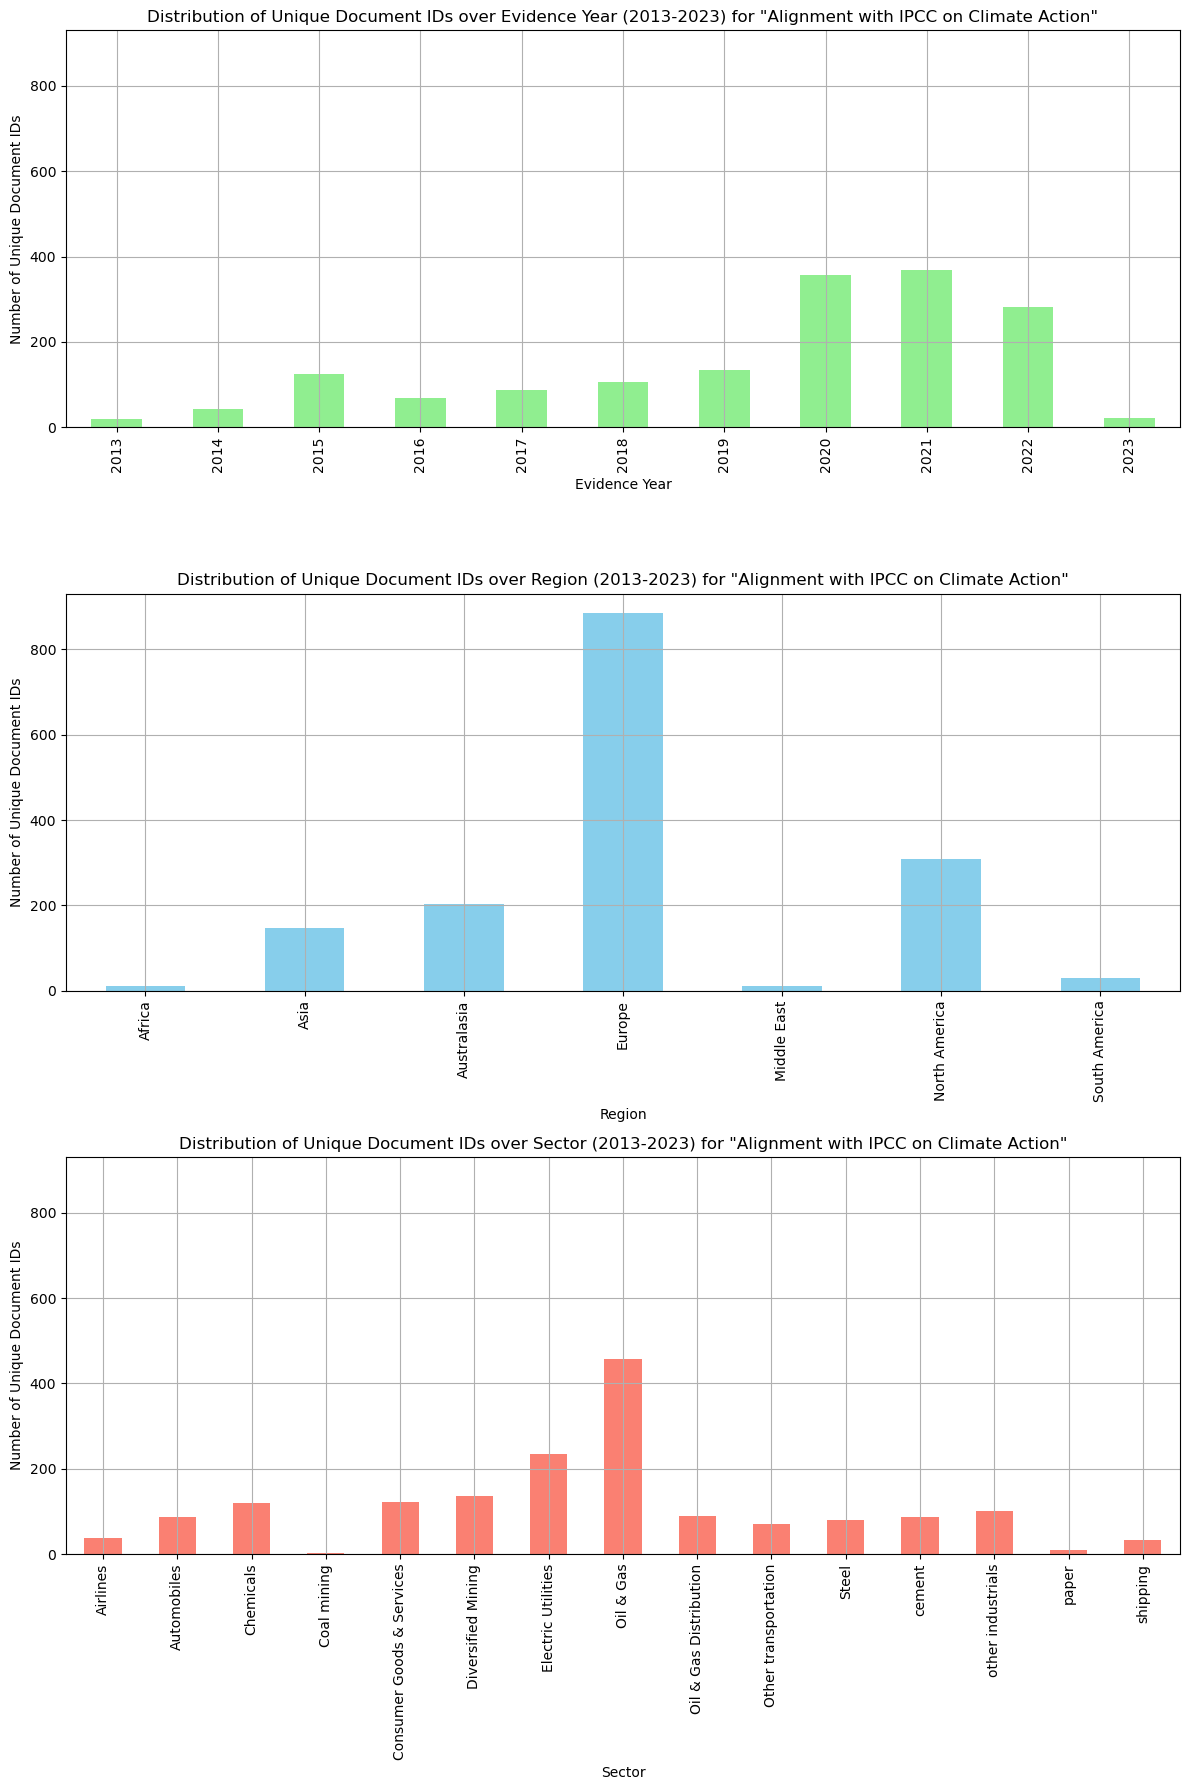 Distribution of Unique Document IDs over Evidence Year (2013-2023) for "Alignment with IPCC on Climate Action"
Number of Unique Document IDs
800
600
400
200
0
2013 2014 2015 2016 2017 2018 2019 2020 2021 2022 2023
Evidence Year
Distribution of Unique Document IDs over Region (2013-2023) for "Alignment with IPCC on Climate Action"
Number of Unique Document IDs
800
600
400
200
0
Africa Asia Australasia Europe Middle East North America South America
Region
Distribution of Unique Document IDs over Sector (2013-2023) for "Alignment with IPCC on Climate Action"
Number of Unique Document IDs
800
600
400
200
0
Airlines Automobiles Chemicals Coal mining Consumer Goods & Services Diversified Mining Electric Utilities Oil & Gas Oil & Gas Distribution Other transportation Steel cement other industrials paper shipping
Sector